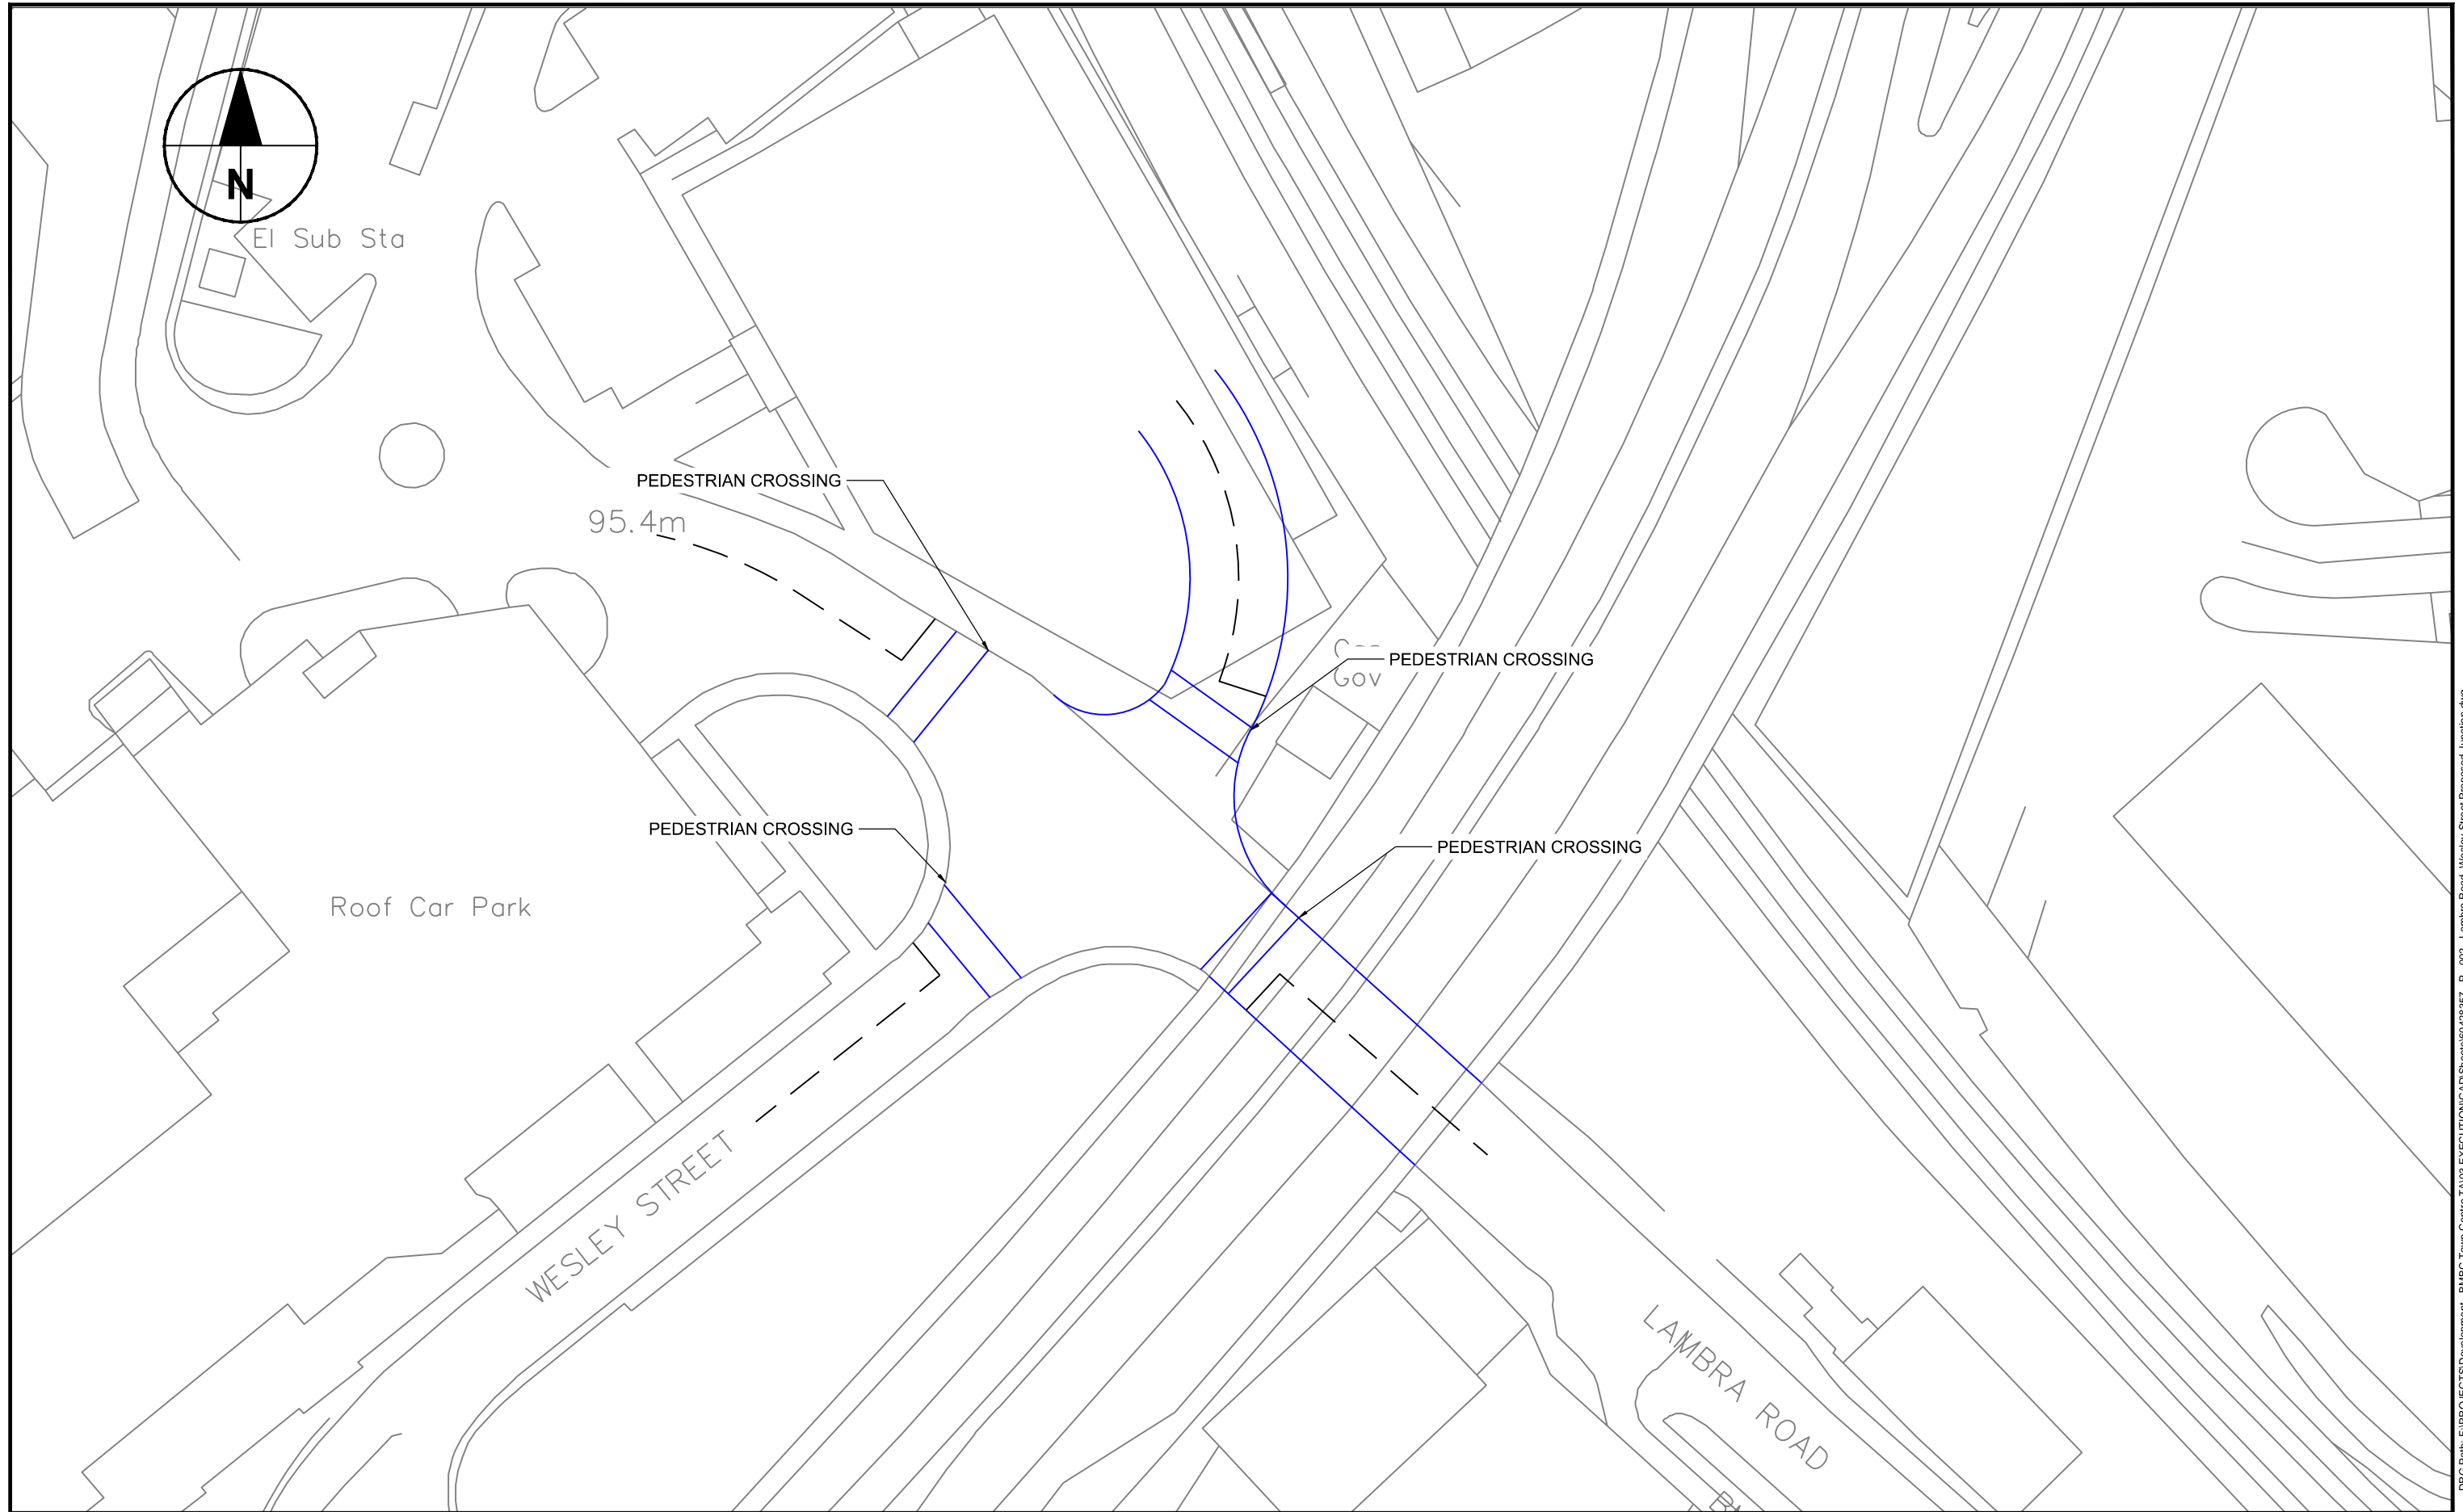 N
El Sub Sta
PEDESTRIAN CROSSING
95.4m
PEDESTRIAN CROSSING
Gov
PEDESTRIAN CROSSING
PEDESTRIAN CROSSING
Roof Car Park
WESLEY STREET
LAMBRA ROAD